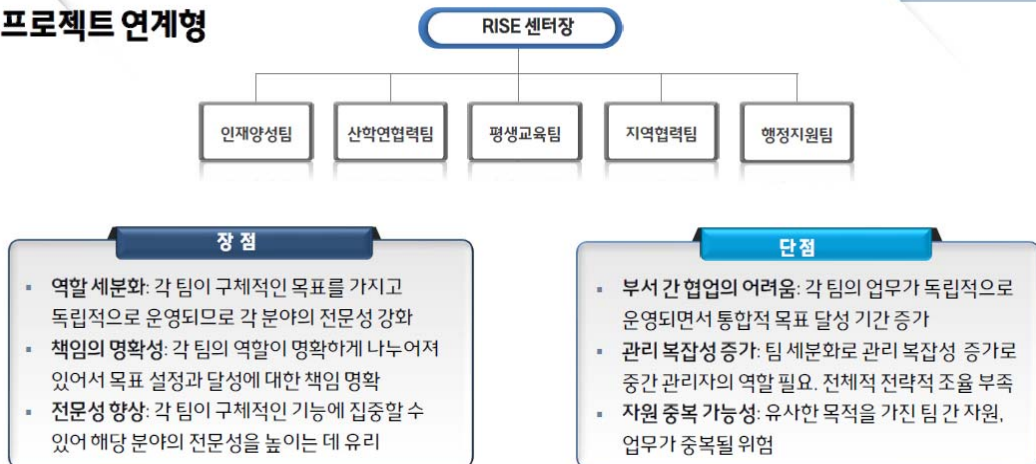 프로젝트 연계형
RISE 센터장
인재양성팀
산학연협력팀
평생교육팀
지역협력팀
행정지원팀
장 점
▪ 역할 세분화: 각 팀이 구체적인 목표를 가지고
독립적으로 운영되므로 각 분야의 전문성 강화
▪ 책임의 명확성: 각 팀의 역할이 명확하게 나누어져
있어서 목표 설정과 달성에 대한 책임 명확
▪ 전문성 향상: 각 팀이 구체적인 기능에 집중할 수
있어 해당 분야의 전문성을 높이는 데 유리
단점
▪ 부서 간 협업의 어려움: 각 팀의 업무가 독립적으로
운영되면서 통합적 목표 달성 기간 증가
▪ 관리 복잡성 증가: 팀 세분화로 관리 복잡성 증가로
중간 관리자의 역할 필요. 전체적 전략적 조율 부족
▪ 자원 중복 가능성: 유사한 목적을 가진 팀 간 자원,
업무가 중복될 위험